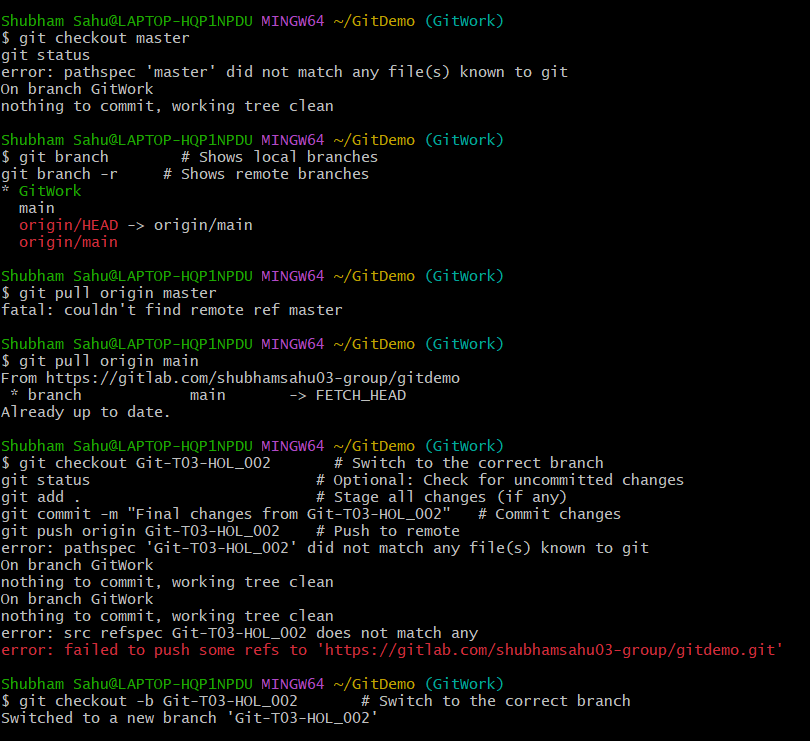 Shubham Sahu@LAPTOP-HQP1NPDU MINGW64 ~/GitDemo (GitWork)
$ git checkout master
git status
error: pathspec 'master' did not match any file(s) known to git
On branch GitWork
nothing to commit, working tree clean
Shubham Sahu@LAPTOP-HQP1NPDU MINGW64 ~/GitDemo (GitWork)
$ git branch        # Shows local branches
git branch -r     # Shows remote branches
* GitWork
  main
  origin/HEAD -> origin/main
  origin/main
Shubham Sahu@LAPTOP-HQP1NPDU MINGW64 ~/GitDemo (GitWork)
$ git pull origin master
fatal: couldn't find remote ref master
Shubham Sahu@LAPTOP-HQP1NPDU MINGW64 ~/GitDemo (GitWork)
$ git pull origin main
From https://gitlab.com/shubhamsahu03-group/gitdemo
 * branch            main       -> FETCH_HEAD
Already up to date.
Shubham Sahu@LAPTOP-HQP1NPDU MINGW64 ~/GitDemo (GitWork)
$ git checkout Git-T03-HOL_002       # Switch to the correct branch
git status                         # Optional: Check for uncommitted changes
git add .                          # Stage all changes (if any)
git commit -m "Final changes from Git-T03-HOL_002"   # Commit changes
git push origin Git-T03-HOL_002    # Push to remote
error: pathspec 'Git-T03-HOL_002' did not match any file(s) known to git
On branch GitWork
nothing to commit, working tree clean
On branch GitWork
nothing to commit, working tree clean
error: src refspec Git-T03-HOL_002 does not match any
error: failed to push some refs to 'https://gitlab.com/shubhamsahu03-group/gitdemo.git'
Shubham Sahu@LAPTOP-HQP1NPDU MINGW64 ~/GitDemo (GitWork)
$ git checkout -b Git-T03-HOL_002       # Switch to the correct branch
Switched to a new branch 'Git-T03-HOL_002'